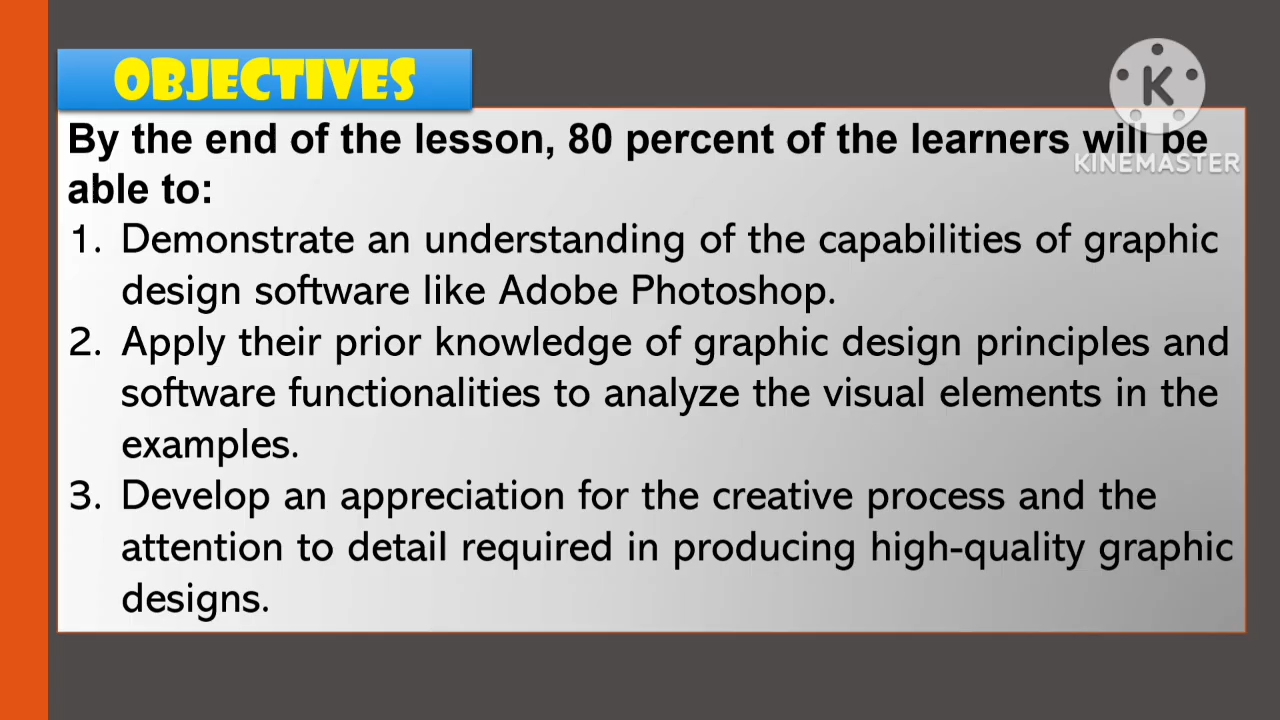 OBJECTIVES
K
By the end of the lesson, 80 percent of the learners will be
KINEMASTER
able to:
1. Demonstrate an understanding of the capabilities of graphic
design software like Adobe Photoshop.
2. Apply their prior knowledge of graphic design principles and
software functionalities to analyze the visual elements in the
examples.
3. Develop an appreciation for the creative process and the
attention to detail required in producing high-quality graphic
designs.